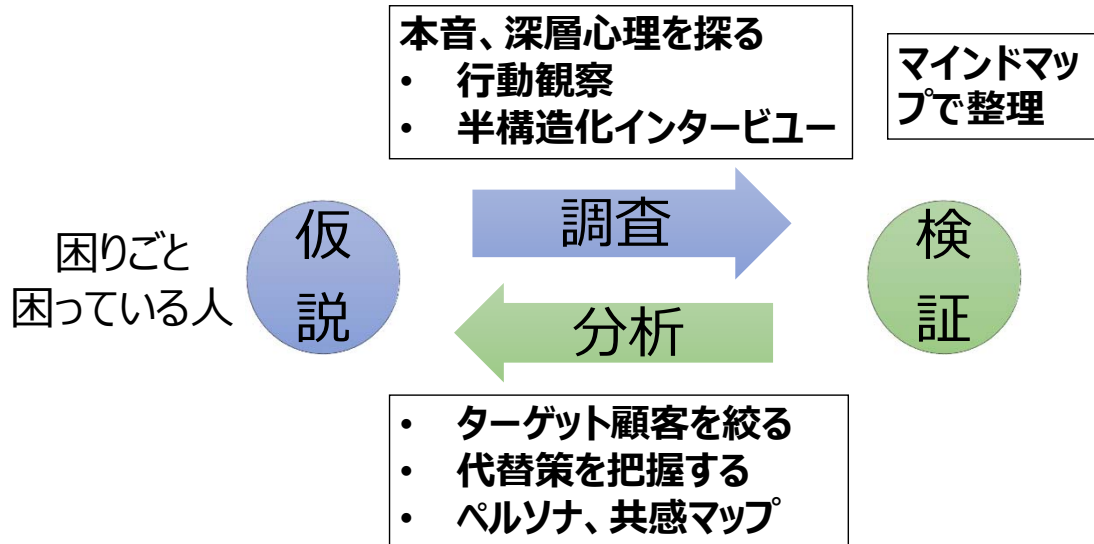 本音、深層心理を探る
• 行動観察
• 半構造化インタービユー
マインドマッ
プで整理
困りごと
困っている人
仮
説
調査
検
証
分析
• ターゲット顧客を絞る
• 代替策を把握する
• ペルソナ、共感マップ